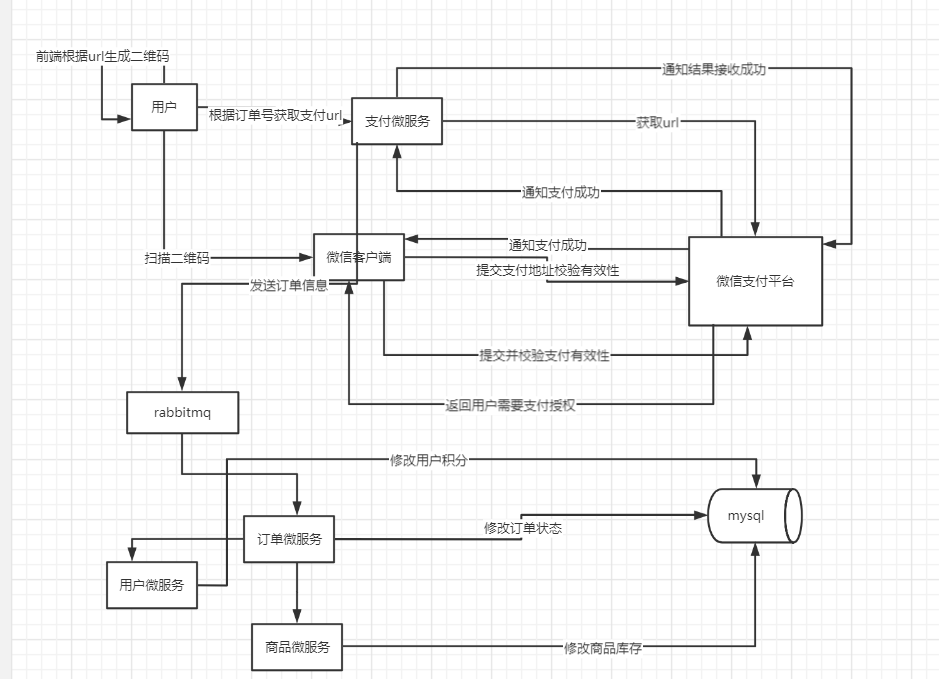 前端根据url生成二维码
通知结果接收成功
用户
根据订单号获取支付url
支付微服务
获取url
通知支付成功
通知支付成功
扫描二维码
微信客户端
提交支付地址校验有效性
微信支付平台
发送订单信息
提交并校验支付有效性
返回用户需要支付授权
rabbitmq
修改用户积分
mysql
修改订单状态
订单微服务
用户微服务
商品微服务
修改商品库存